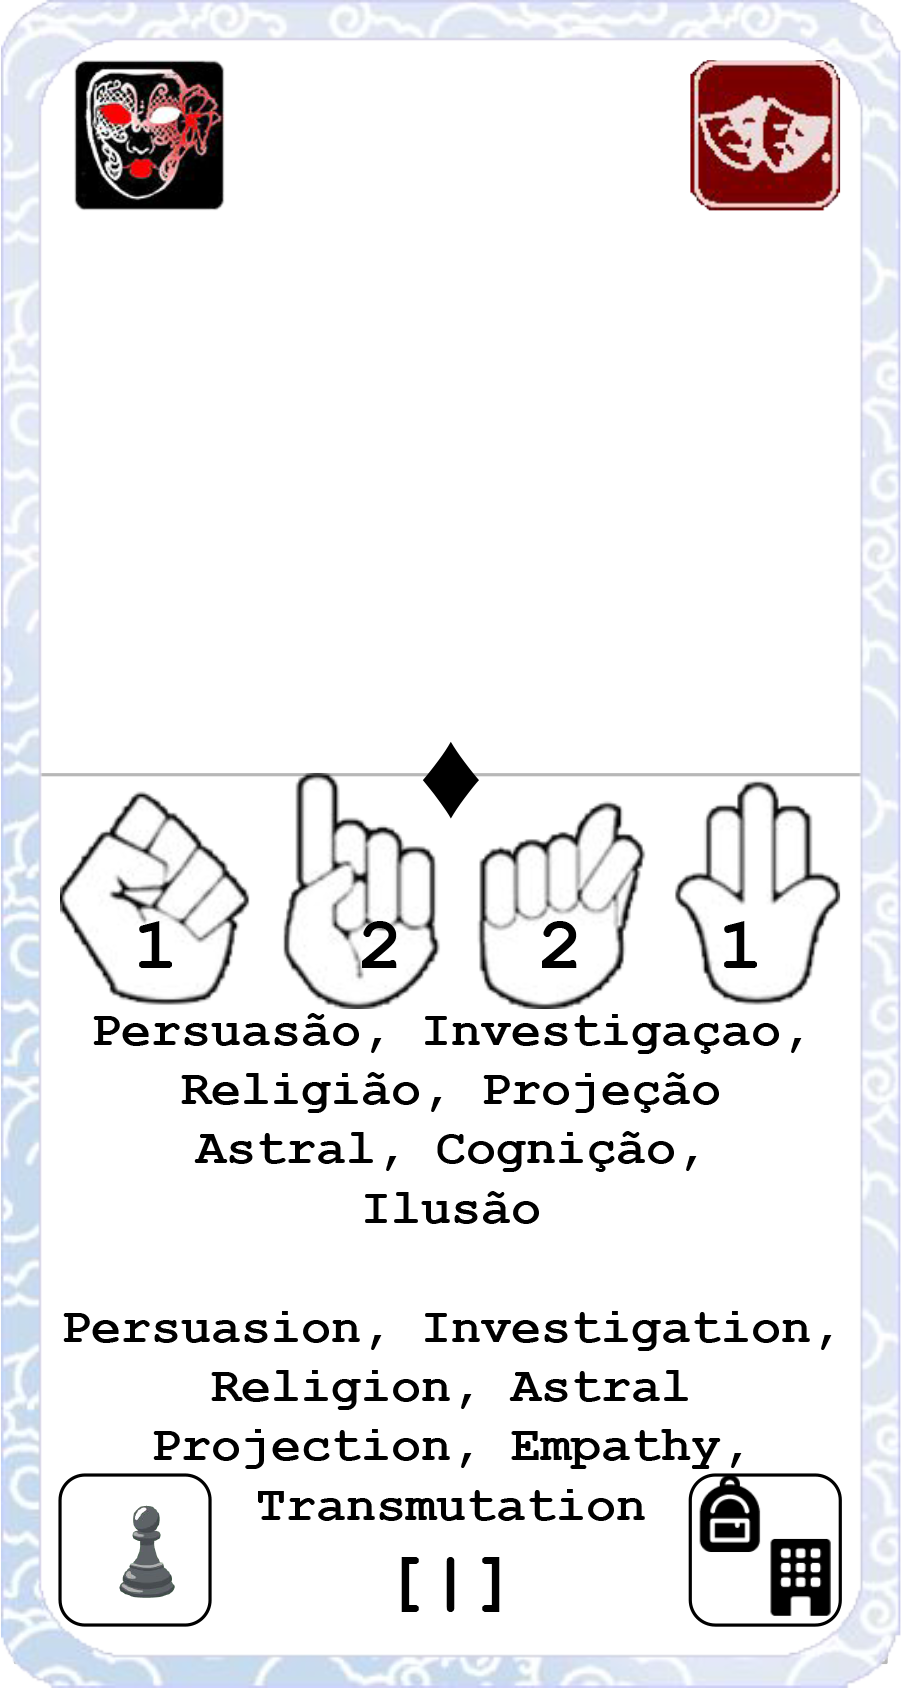 1 2 2 1
Persuasão, Investigaçao,
Religião, Projeção
Astral, Cognição,
Ilusão
Persuasion, Investigation,
Religion, Astral
Projection, Empathy,
Transmutation
[|]